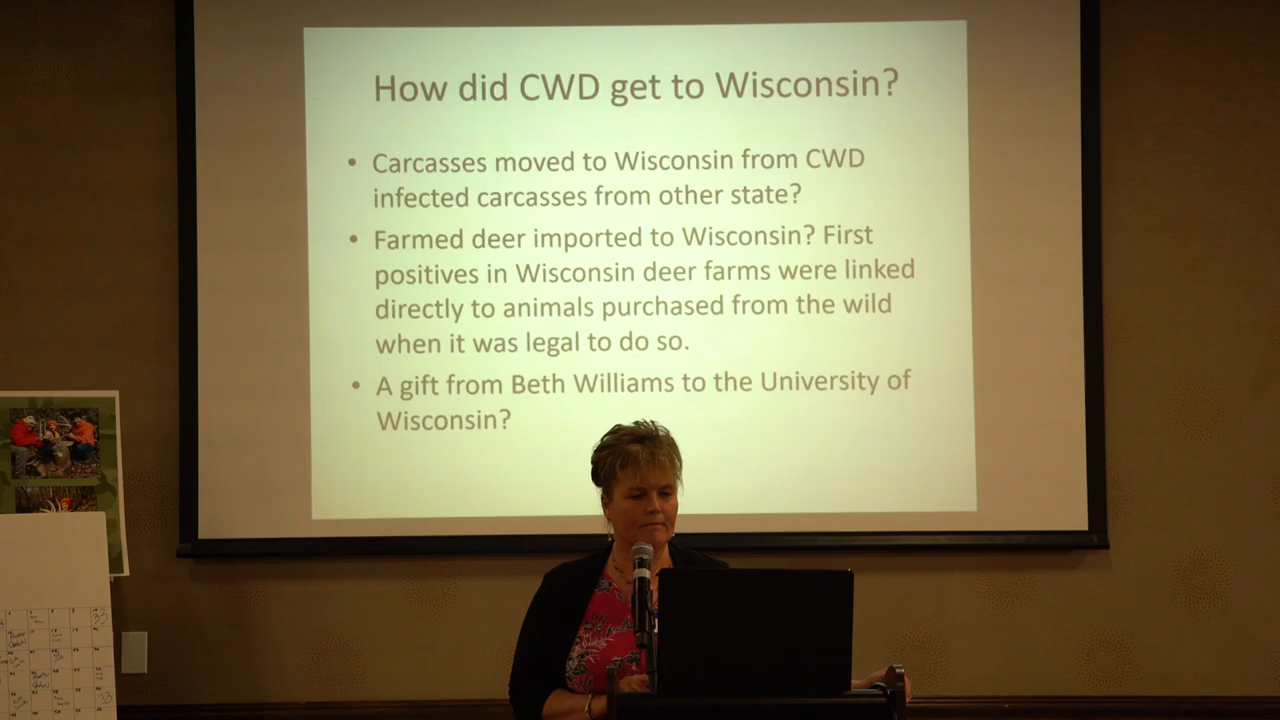 How did CWD get to Wisconsin?
• Carcasses moved to Wisconsin from CWD
infected carcasses from other state?
• Farmed deer imported to Wisconsin? First
positives in Wisconsin deer farms were linked
directly to animals purchased from the wild
when it was legal to do so.
• A gift from Beth Williams to the University of
Wisconsin?
33
33